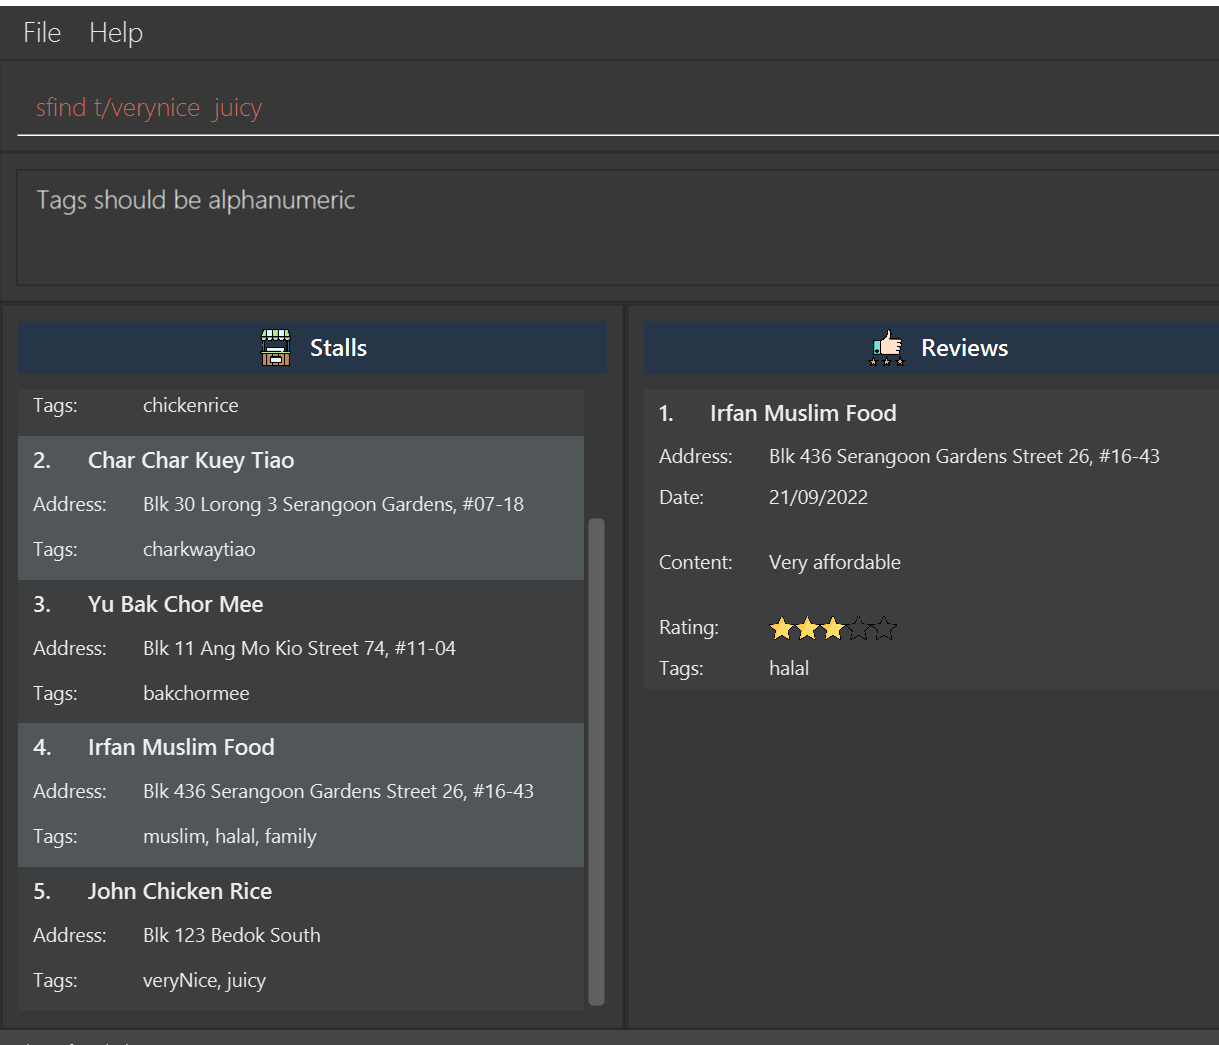 File Help
sfind t/verynice  juicy
Tags should be alphanumeric
Stalls
Tags: chickenrice
2. Char Char Kuey Tiao
Address: Blk 30 Lorong 3 Serangoon Gardens, #07-18
Tags: charkwaytiao
3. Yu Bak Chor Mee
Address: Blk 11 Ang Mo Kio Street 74, #11-04
Tags: bakchormee
4. Irfan Muslim Food
Address: Blk 436 Serangoon Gardens Street 26, #16-43
Tags: muslim, halal, family
5. John Chicken Rice
Address: Blk 123 Bedok South
Tags: veryNice, juicy
Reviews
1. Irfan Muslim Food
Address: Blk 436 Serangoon Gardens Street 26, #16-43
Date: 21/09/2022
Content: Very affordable
Rating:
Tags: halal